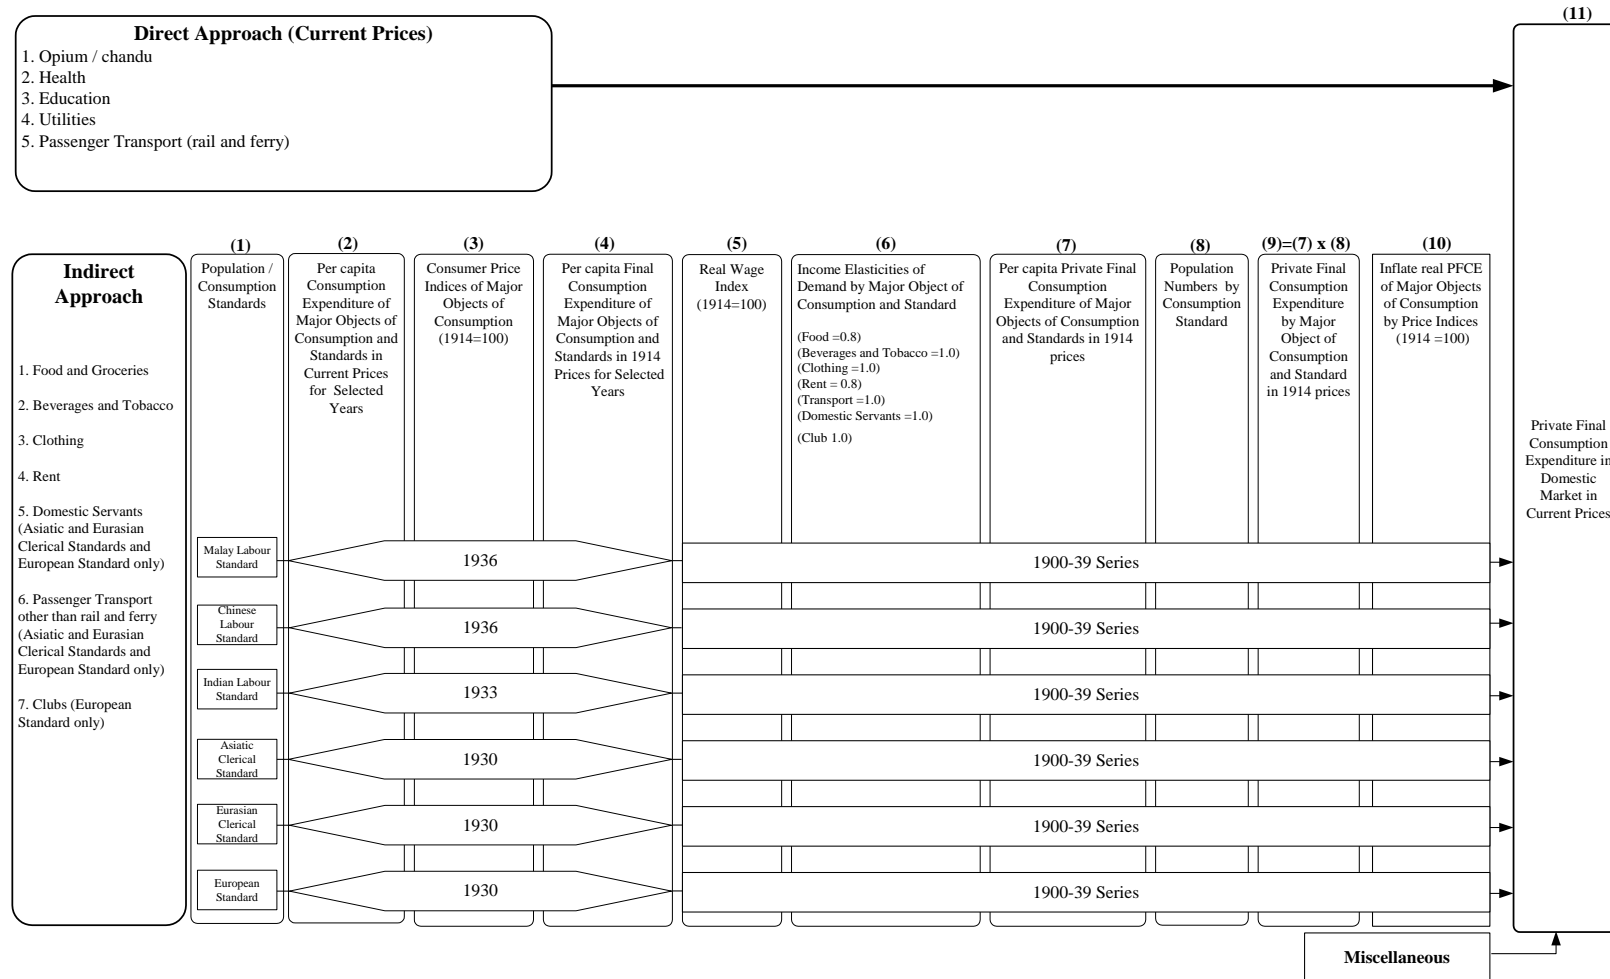 (11)
Direct Approach (Current Prices)
1. Opium / chandu
2. Health
3. Education
4. Utilities
5. Passenger Transport (rail and ferry)
Indirect
Approach
1. Food and Groceries
2. Beverages and Tobacco
3. Clothing
4. Rent
5. Domestic Servants
(Asiatic and Eurasian
Clerical Standards and
European Standard only)
6. Passenger Transport
other than rail and ferry
(Asiatic and Eurasian
Clerical Standards and
European Standard only)
7. Clubs (European
Standard only)
(1)
Population /
Consumption
Standards
(2)
Per capita
Consumption
Expenditure of
Major Objects of
Consumption and
Standards in
Current Prices
for Selected
Years
(3)
Consumer Price
Indices of Major
Objects of
Consumption
(1914=100)
(4)
Per capita Final
Consumption
Expenditure of
Major Objects of
Consumption and
Standards in 1914
Prices for Selected
Years
(5)
Real Wage
Index
(1914=100)
(6)
Income Elasticities of
Demand by Major Object of
Consumption and Standard
(Food =0.8)
(Beverages and Tobacco =1.0)
(Clothing =1.0)
(Rent = 0.8)
(Transport =1.0)
(Domestic Servants =1.0)
(Club 1.0)
(7)
Per capita Private Final
Consumption
Expenditure of Major
Objects of Consumption
and Standards in 1914
prices
(8)
Population
Numbers by
Consumption
Standard
(9)=(7) x (8)
Private Final
Consumption
Expenditure
by Major
Object of
Consumption
and Standard
in 1914 prices
(10)
Inflate real PFCE
of Major Objects
of Consumption
by Price Indices
(1914 =100)
Private Final
Consumption
Expenditure in
Domestic
Market in
Current Prices
Malay Labour
Standard
1936
1900-39 Series
Chinese
Labour
Standard
1936
1900-39 Series
Indian Labour
Standard
1933
1900-39 Series
Asiatic
Clerical
Standard
1930
1900-39 Series
Eurasian
Clerical
Standard
1930
1900-39 Series
European
Standard
1930
1900-39 Series
Miscellaneous